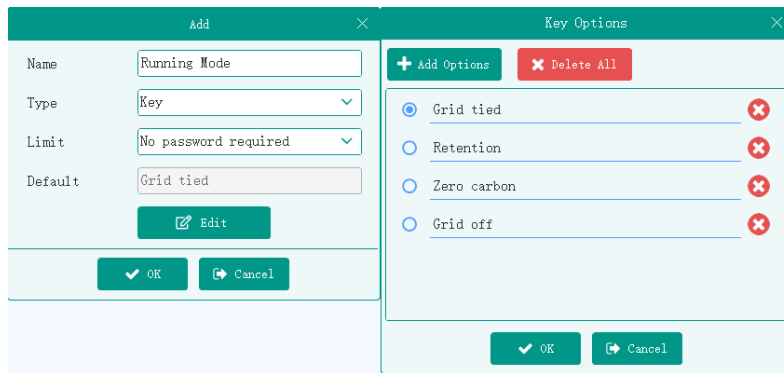 Add
Name
Running Mode
Type
Key
Limit
No password required
Default
Grid tied
Edit
OK
Cancel
Key Options
Add Options
Delete All
Grid tied
Retention
Zero carbon
Grid off
OK
Cancel